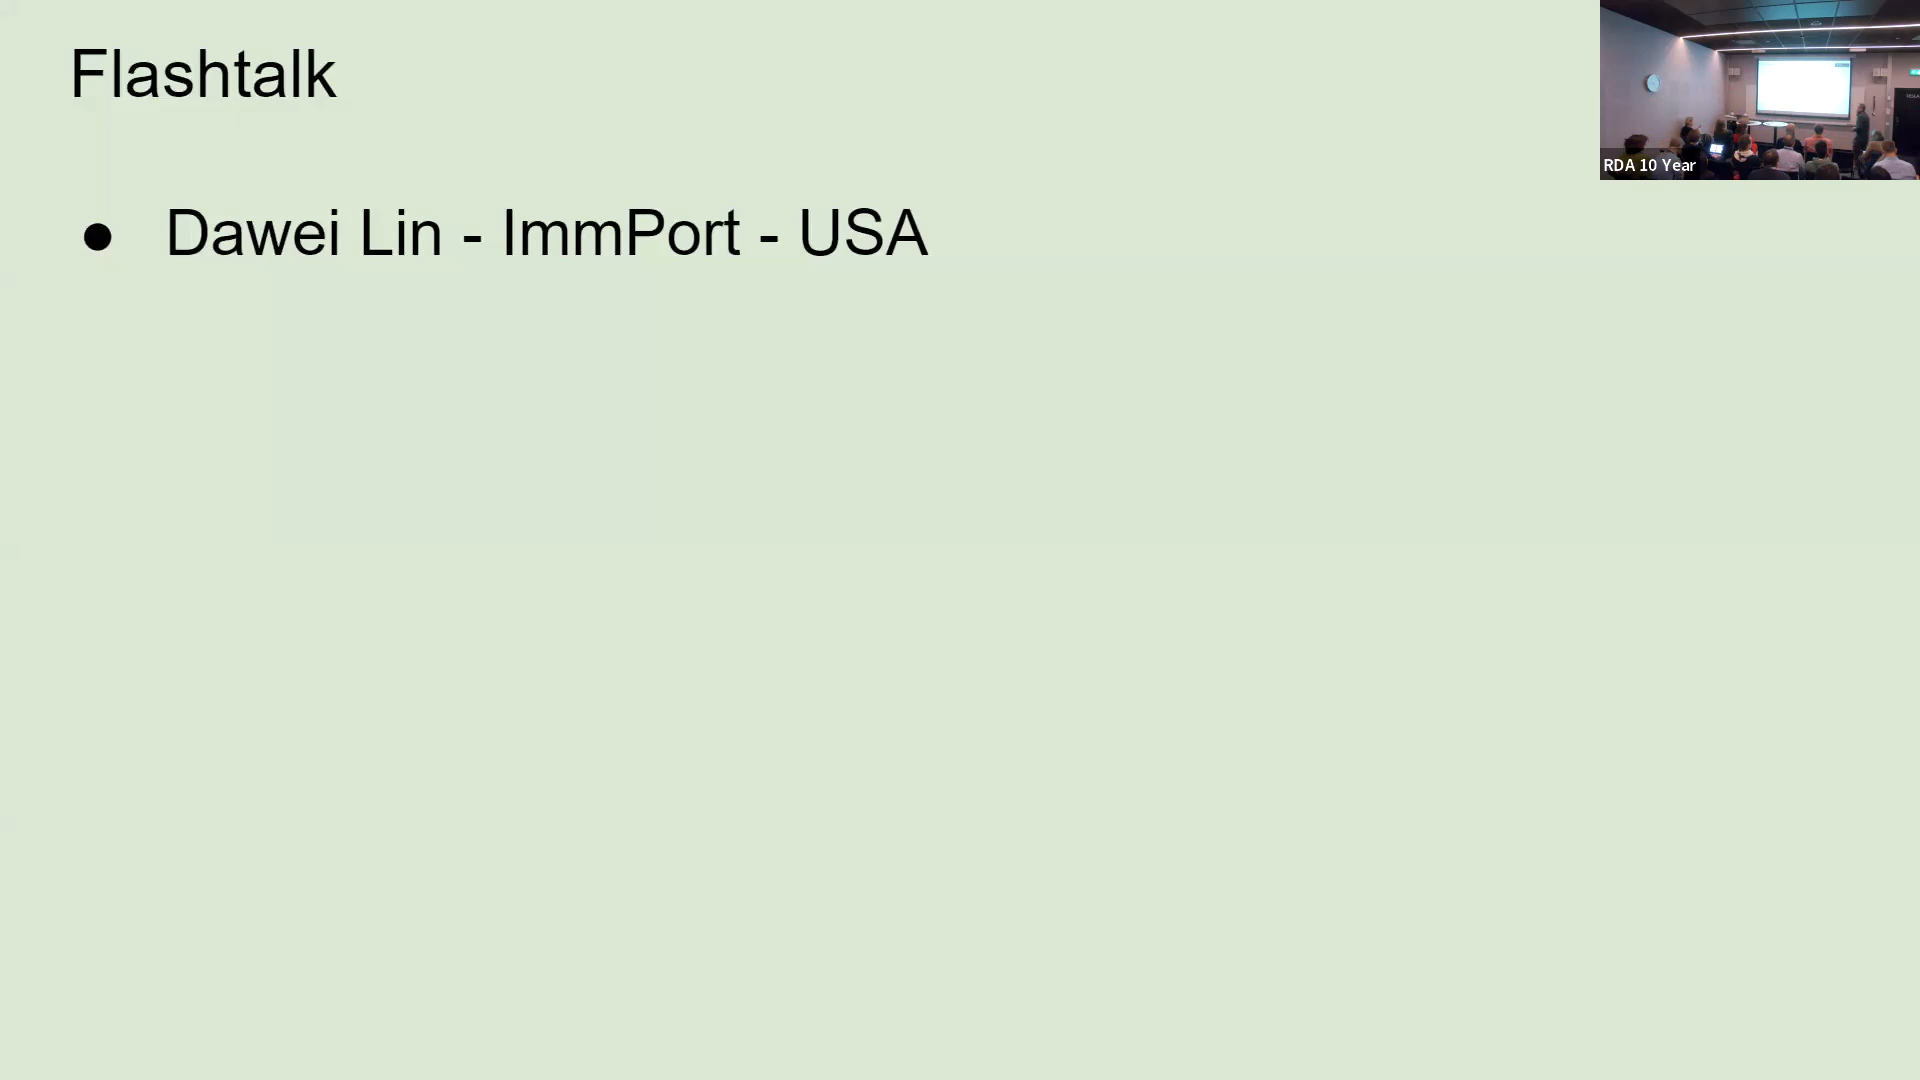 Flashtalk
● Dawei Lin - ImmPort - USA
RDA 10 Year